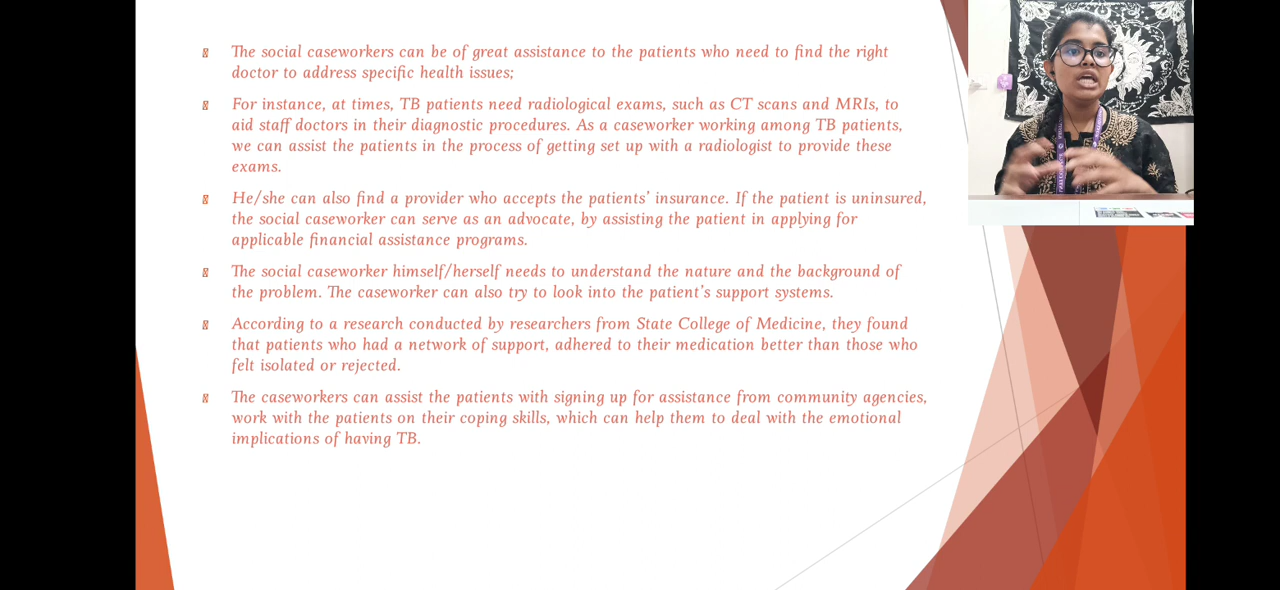 The social caseworkers can be of great assistance to the patients who need to find the right
doctor to address specific health issues;
For instance, at times, TB patients need radiological exams, such as CT scans and MRIs, to
aid staff doctors in their diagnostic procedures. As a caseworker working among TB patients,
we can assist the patients in the process of getting set up with a radiologist to provide these
exams.
He/she can also find a provider who accepts the patients’ insurance. If the patient is uninsured,
the social caseworker can serve as an advocate, by assisting the patient in applying for
applicable financial assistance programs.
The social caseworker himself/herself needs to understand the nature and the background of
the problem. The caseworker can also try to look into the patient’s support systems.
According to a research conducted by researchers from State College of Medicine, they found
that patients who had a network of support, adhered to their medication better than those who
felt isolated or rejected.
The caseworkers can assist the patients with signing up for assistance from community agencies,
work with the patients on their coping skills, which can help them to deal with the emotional
implications of having TB.